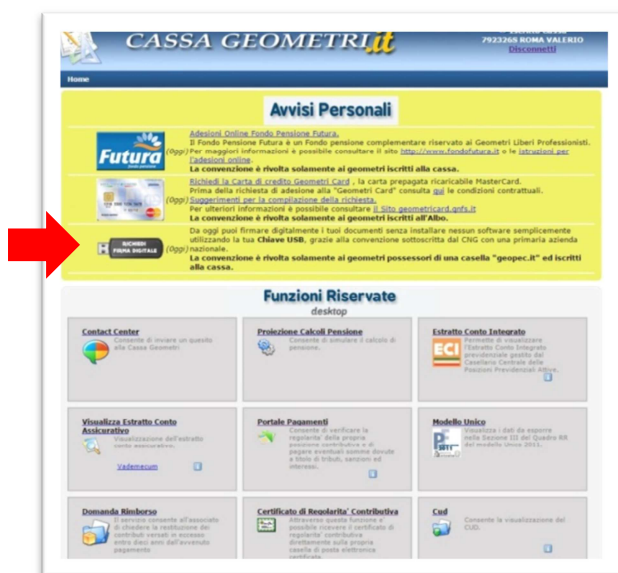 CASSA GEOMETRI.it
7923268 ROMA VALERIO
Disconnetti
Home
Avvisi Personali
Adesioni Online Fondo Pensione Futura.
Il Fondo Pensione Futura è un Fondo pensione complementare riservato ai Geometri Liberi Professionisti.
Futura (Oggi) Per maggiori informazioni è possibile consultare il sito http://www.fondofutura.it o le istruzioni per
l'adesioni online.
La convenzione è rivolta solamente ai geometri iscritti alla cassa.
Richiedi la Carta di credito Geometri Card , la carta prepagata ricaricabile MasterCard.
Prima della richiesta di adesione alla "Geometri Card" consulta qui le condizioni contrattuali.
(Oggi) Suggerimenti per la compilazione della richiesta.
Per ulteriori informazioni è possibile consultare il Sito geometricard.gnfs.it
La convenzione è rivolta solamente ai geometri iscritti all'Albo.
Da oggi puoi firmare digitalmente i tuoi documenti senza installare nessun software semplicemente
utilizzando la tua Chiave USB, grazie alla convenzione sottoscritta dal CNG con una primaria azienda
RICHIEDI FIRMA DIGITALE (Oggi) nazionale.
La convenzione è rivolta solamente ai geometri possessori di una casella "geopec.it" ed iscritti
alla cassa.
Funzioni Riservate
desktop
Contact Center
Consente di inviare un quesito
alla Cassa Geometri
Proiezione Calcoli Pensione
Consente di simulare il calcolo di
pensione.
Estratto Conto Integrato
ECI
Permette di visualizzare
l'Estratto Conto Integrato
previdenziale gestito dal
Casellario Centrale delle
Posizioni Previdenziali Attive.
Visualizza Estratto Conto
Assicurativo
Visualizzazione dell'estratto
conto assicurativo.
Vademecum
Portale Pagamenti
Consente di verificare la
regolarita' della propria
posizione contributiva e di
pagare eventuali somme dovute
a titolo di tributi, sanzioni ed
interessi.
Modello Unico
Visualizza i dati da esporre
nella Sezione III del Quadro RR
del modello Unico 2011.
2011
Domanda Rimborso
Il servizio consente all'associato
di chiedere la restituzione dei
contributi versati in eccesso
entro dieci anni dall'avvenuto
pagamento
Certificato di Regolarita' Contributiva
Attraverso questa funzione e'
possibile ricevere il certificato di
regolarita' contributiva
direttamente sulla propria
casella di posta elettronica
certificata.
Cud
Consente la visualizzazione del
CUD.